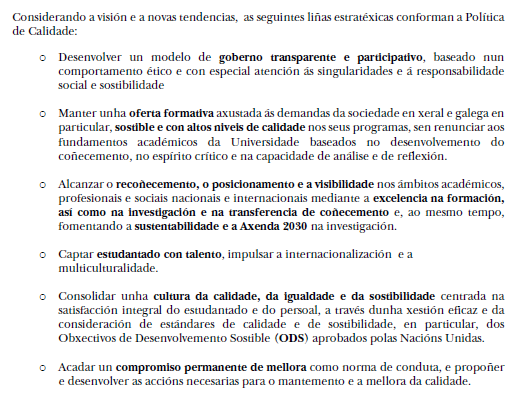 Considerando a visión e a novas tendencias, as seguintes liñas estratéxicas conforman a Política
de Calidade:
o Desenvolver un modelo de goberno transparente e participativo, baseado nun
comportamento ético e con especial atención ás singularidades e á responsabilidade
social e sostibilidade
o Manter unha oferta formativa axustada ás demandas da sociedade en xeral e galega en
particular, sostible e con altos niveis de calidade nos seus programas, sen renunciar aos
fundamentos académicos da Universidade baseados no desenvolvemento do
coñecemento, no espírito crítico e na capacidade de análise e de reflexión.
o Alcanzar o recoñecemento, o posicionamento e a visibilidade nos ámbitos académicos,
profesionais e sociais nacionais e internacionais mediante a excelencia na formación,
así como na investigación e na transferencia de coñecemento e, ao mesmo tempo,
fomentando a sustentabilidade e a Axenda 2030 na investigación.
o Captar estudantado con talento, impulsar a internacionalización e a
multiculturalidade.
o Consolidar unha cultura da calidade, da igualdade e da sostibilidade centrada na
satisfacción integral do estudantado e do persoal, a través dunha xestión eficaz e da
consideración de estándares de calidade e de sostibilidade, en particular, dos
Obxectivos de Desenvolvemento Sostible (ODS) aprobados polas Nacións Unidas.
o Acadar un compromiso permanente de mellora como norma de conduta, e propoñer
e desenvolver as accións necesarias para o mantemento e a mellora da calidade.